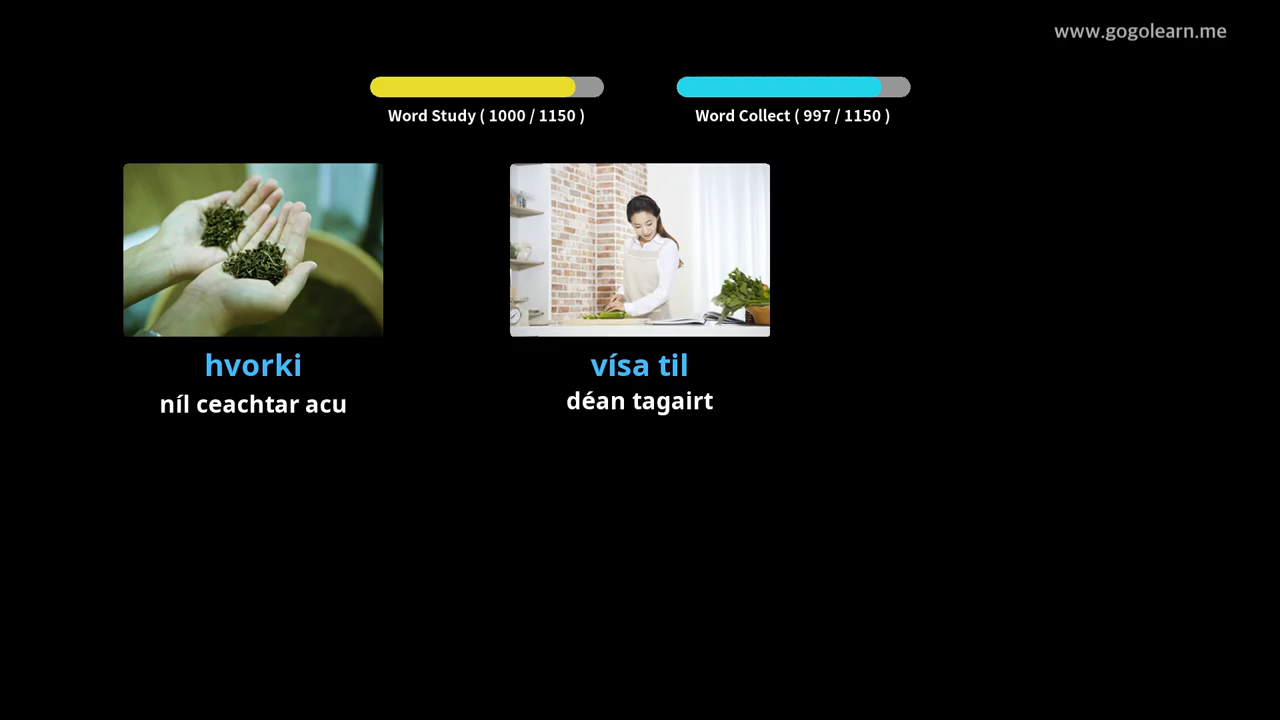 www.gogolearn.me
Word Study ( 1000 / 1150 )
Word Collect ( 997 / 1150 )
hvorki
níl ceachtar acu
vísa til
déan tagairt